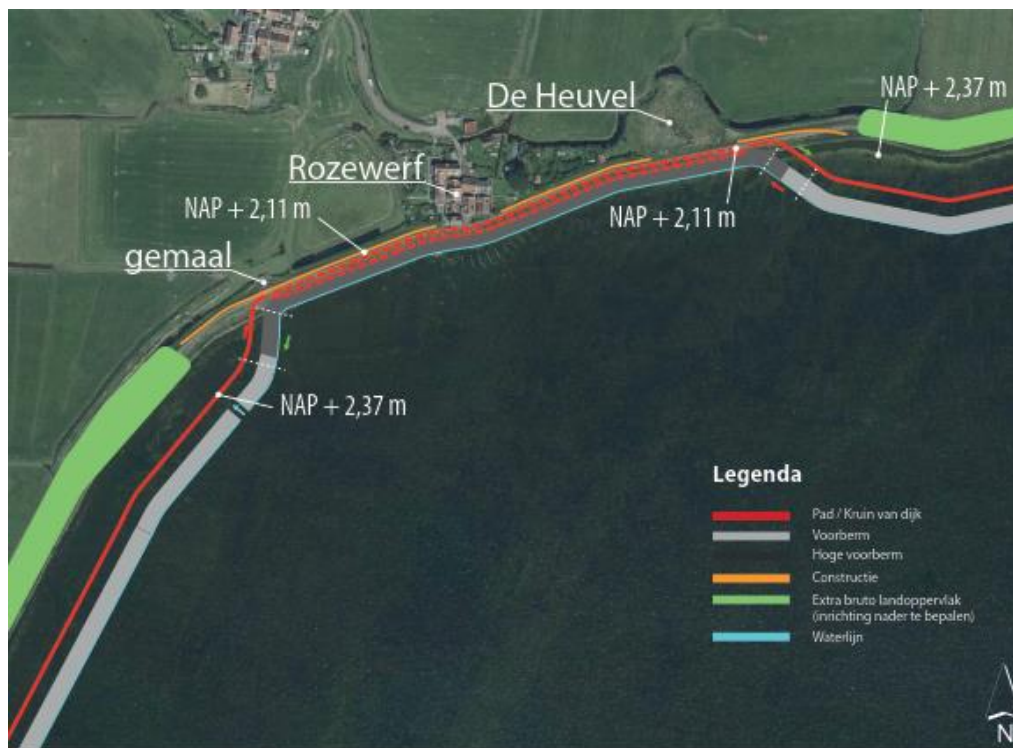 NAP + 2,37 m
De Heuvel
Rozewerf
NAP + 2,11 m
NAP + 2,11 m
gemaal
NAP + 2,37 m
Legenda
Pad / Kruin van dijk
Voorberm
Hoge voorberm
Constructie
Extra bruto landoppervlak
(inrichting nader te bepalen)
Waterlijn
N